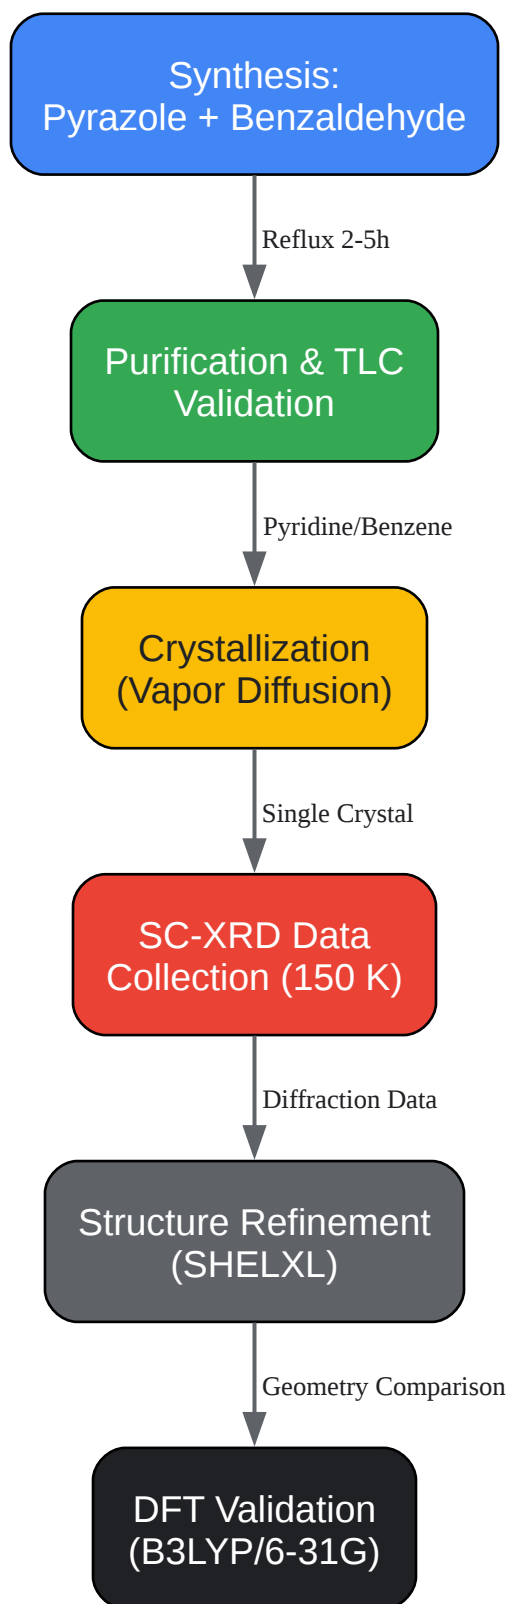 Synthesis:
Pyrazole + Benzaldehyde
Reflux 2-5h
Purification & TLC
Validation
Pyridine/Benzene
Crystallization
(Vapor Diffusion)
Single Crystal
SC-XRD Data
Collection (150 K)
Diffraction Data
Structure Refinement
(SHELXL)
Geometry Comparison
DFT Validation
(B3LYP/6-31G)